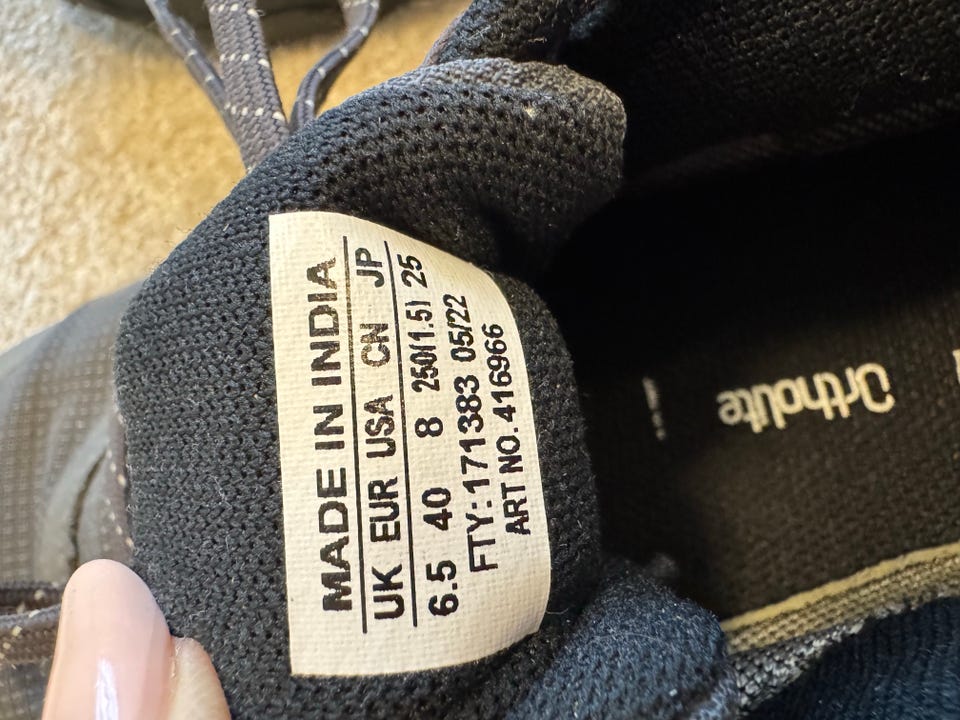 MADE IN INDIA
UK EUR USA CN JP
6.5 40 8 250(1.5) 25
FTY:171383 05/22
ART NO.416966
Ortholite